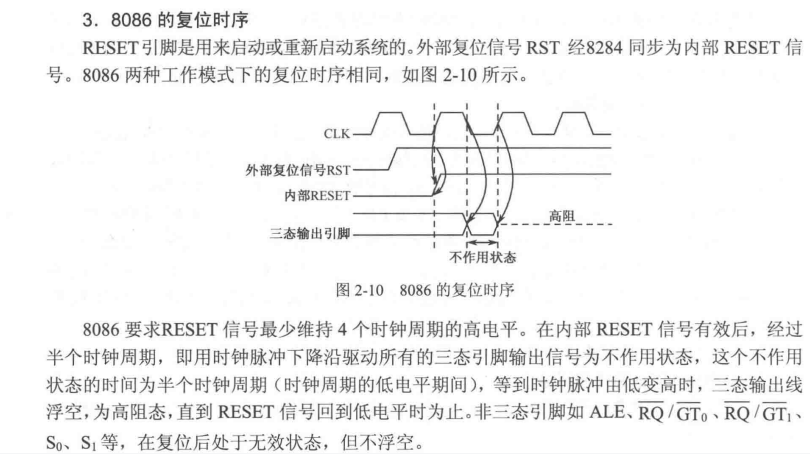 3．8086 的复位时序
RESET引脚是用来启动或重新启动系统的。外部复位信号 RST 经8284 同步为内部 RESET 信
号。8086 两种工作模式下的复位时序相同，如图 2-10 所示。
CLK
外部复位信号RST
内部RESET
高阻
三态输出引脚
不作用状态
图 2-10 8086 的复位时序
8086 要求RESET 信号最少维持 4 个时钟周期的高电平。在内部 RESET 信号有效后，经过
半个时钟周期，即用时钟脉冲下降沿驱动所有的三态引脚输出信号为不作用状态，这个不作用
状态的时间为半个时钟周期（时钟周期的低电平期间），等到时钟脉冲由低变高时，三态输出线
浮空，为高阻态，直到 RESET 信号回到低电平时为止。非三态引脚如 ALE、R̅Q̅/G̅T̅₀、R̅Q̅/G̅T̅₁、
S₀、S₁ 等，在复位后处于无效状态，但不浮空。